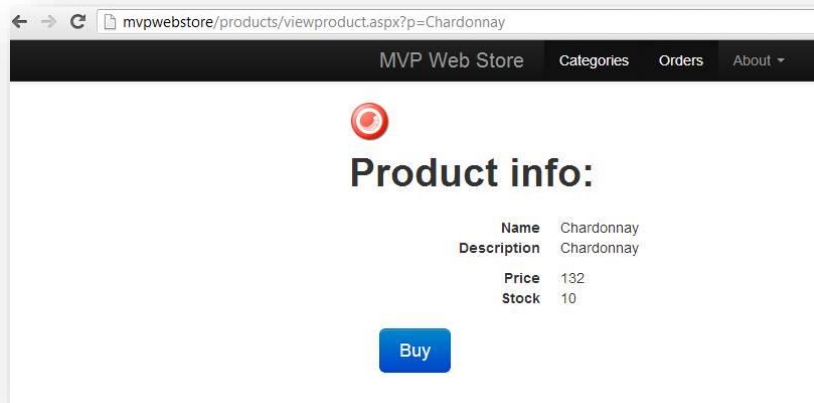 mvpwebstore/products/viewproduct.aspx?p=Chardonnay
MVP Web Store Categories Orders About
Product info:
Name Chardonnay
Description Chardonnay
Price 132
Stock 10
Buy